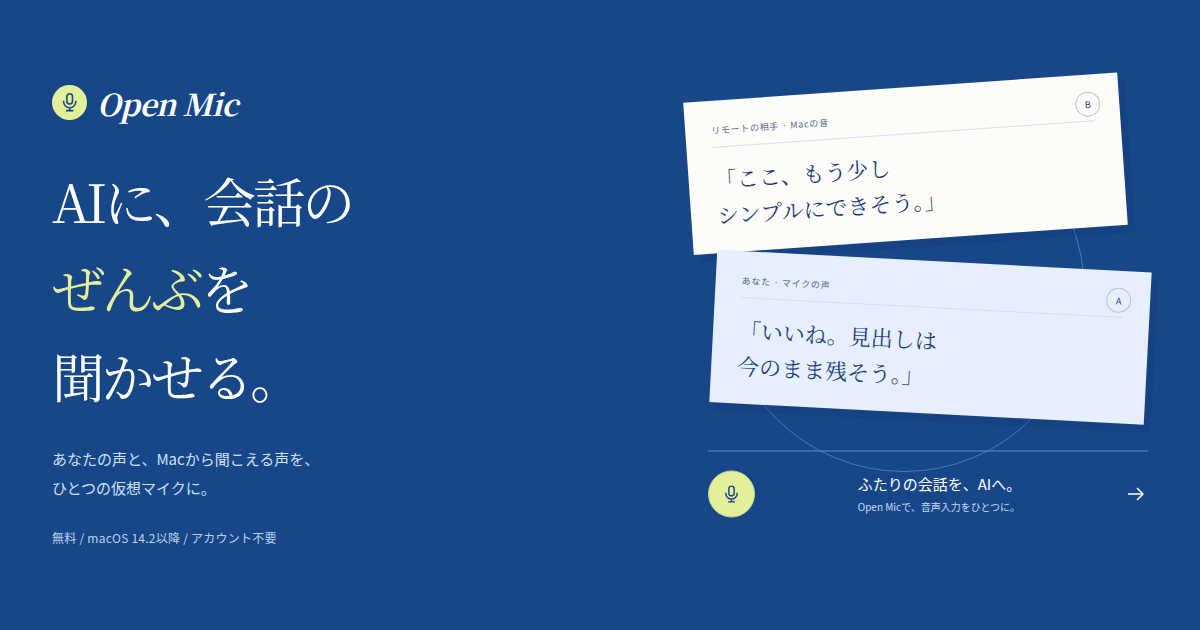 Open Mic
AIに、会話の
ぜんぶを
聞かせる。
あなたの声と、Macから聞こえる声を、
ひとつの仮想マイクに。
無料 / macOS 14.2以降 / アカウント不要
リモートの相手 · Macの音
B
「ここ、もう少し
シンプルにできそう。」
あなた · マイクの声
A
「いいね。見出しは
今のまま残そう。」
ふたりの会話を、AIへ。
Open Micで、音声入力をひとつに。
→